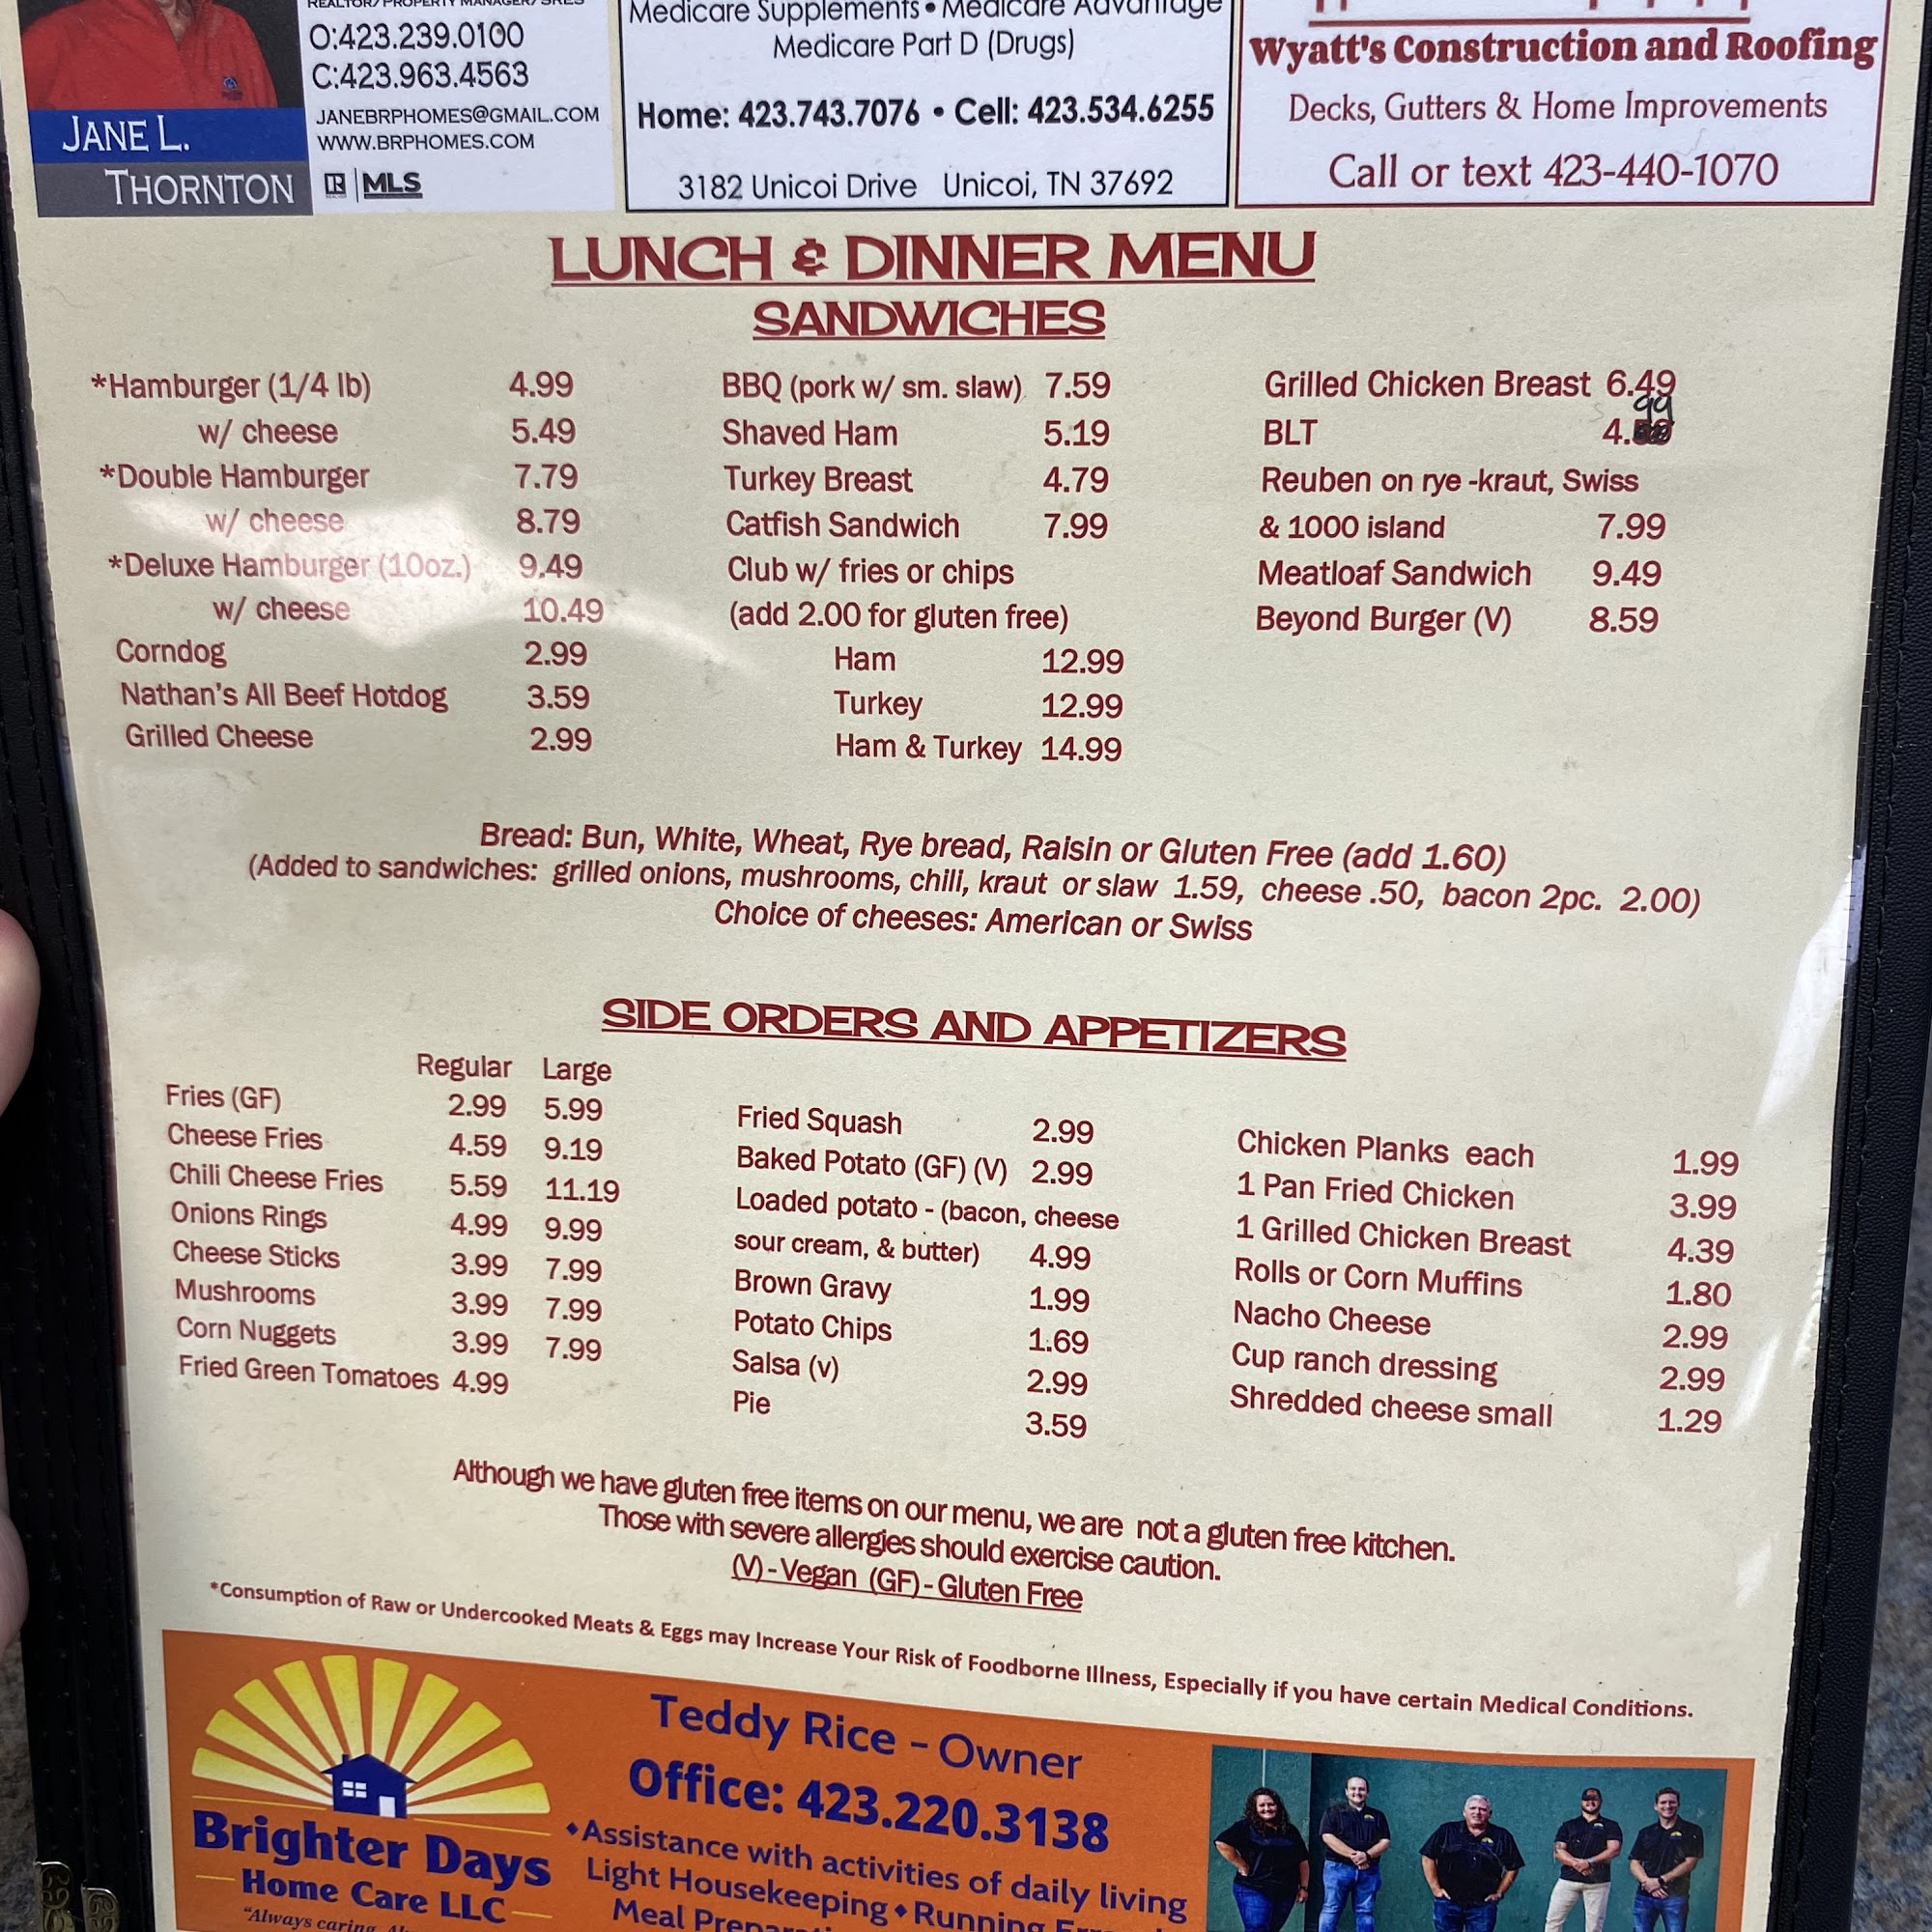 REALTOR/PROPERTY MANAGER/SRES
O:423.239.0100
C:423.963.4563
JANEBRPHOMES@GMAIL.COM
WWW.BRPHOMES.COM
JANE L.
THORNTON
R MLS
Medicare Supplements • Medicare Advantage
Medicare Part D (Drugs)
Home: 423.743.7076 • Cell: 423.534.6255
3182 Unicoi Drive Unicoi, TN 37692
Wyatt's Construction and Roofing
Decks, Gutters & Home Improvements
Call or text 423-440-1070
LUNCH & DINNER MENU
SANDWICHES
*Hamburger (1/4 lb) 4.99
w/ cheese 5.49
*Double Hamburger 7.79
w/ cheese 8.79
*Deluxe Hamburger (10oz.) 9.49
w/ cheese 10.49
Corndog 2.99
Nathan's All Beef Hotdog 3.59
Grilled Cheese 2.99
BBQ (pork w/ sm. slaw) 7.59
Shaved Ham 5.19
Turkey Breast 4.79
Catfish Sandwich 7.99
Club w/ fries or chips
(add 2.00 for gluten free)
Ham 12.99
Turkey 12.99
Ham & Turkey 14.99
Grilled Chicken Breast 6.49
BLT 4.99
Reuben on rye -kraut, Swiss
& 1000 island 7.99
Meatloaf Sandwich 9.49
Beyond Burger (V) 8.59
Bread: Bun, White, Wheat, Rye bread, Raisin or Gluten Free (add 1.60)
(Added to sandwiches: grilled onions, mushrooms, chili, kraut or slaw 1.59, cheese .50, bacon 2pc. 2.00)
Choice of cheeses: American or Swiss
SIDE ORDERS AND APPETIZERS
Regular Large
Fries (GF) 2.99 5.99
Cheese Fries 4.59 9.19
Chili Cheese Fries 5.59 11.19
Onions Rings 4.99 9.99
Cheese Sticks 3.99 7.99
Mushrooms 3.99 7.99
Corn Nuggets 3.99 7.99
Fried Green Tomatoes 4.99
Fried Squash 2.99
Baked Potato (GF) (V) 2.99
Loaded potato - (bacon, cheese
sour cream, & butter) 4.99
Brown Gravy 1.99
Potato Chips 1.69
Salsa (v) 2.99
Pie 3.59
Chicken Planks each 1.99
1 Pan Fried Chicken 3.99
1 Grilled Chicken Breast 4.39
Rolls or Corn Muffins 1.80
Nacho Cheese 2.99
Cup ranch dressing 2.99
Shredded cheese small 1.29
Although we have gluten free items on our menu, we are not a gluten free kitchen.
Those with severe allergies should exercise caution.
(V) - Vegan (GF) - Gluten Free
*Consumption of Raw or Undercooked Meats & Eggs may Increase Your Risk of Foodborne Illness, Especially if you have certain Medical Conditions.
Brighter Days
Home Care LLC
"Always caring,
Teddy Rice - Owner
Office: 423.220.3138
•Assistance with activities of daily living
Light Housekeeping • Running
Meal